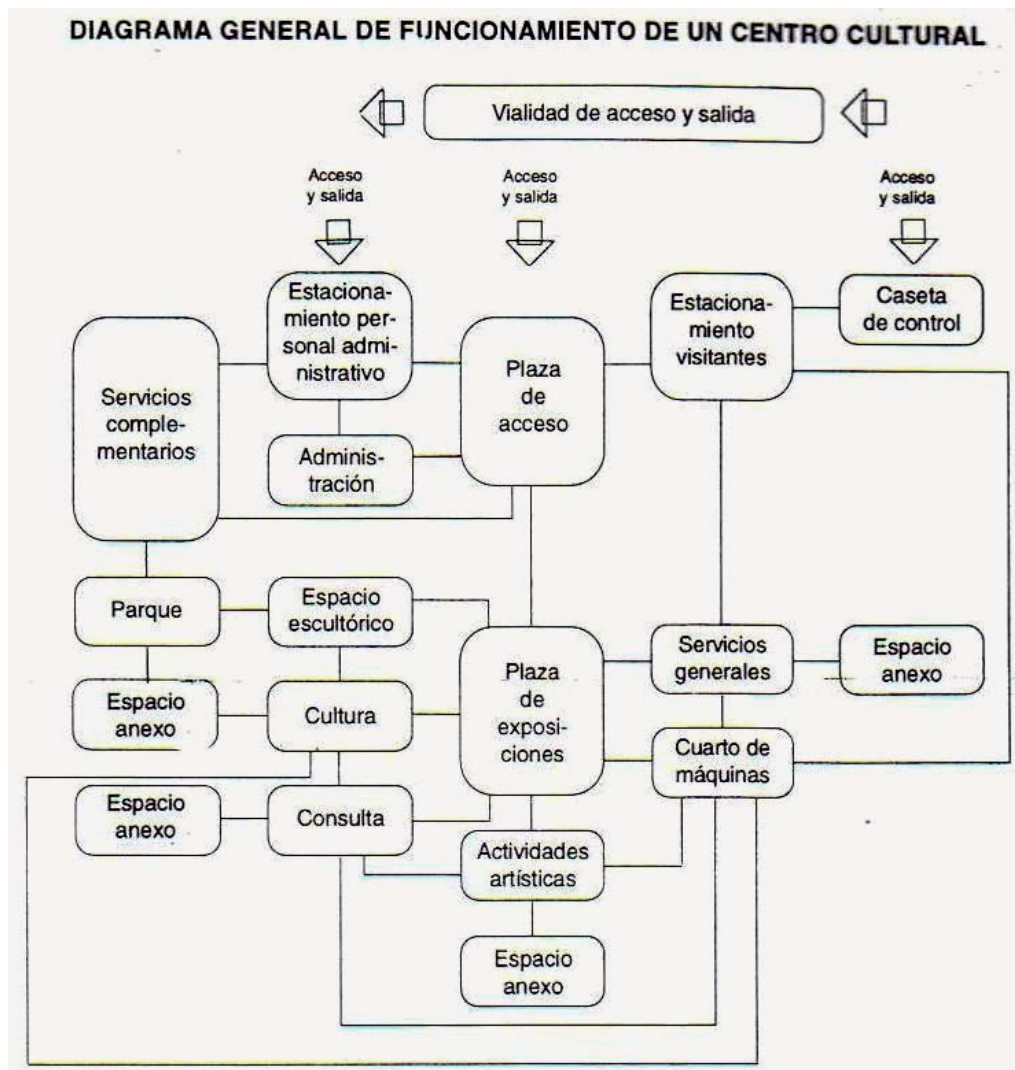 DIAGRAMA GENERAL DE FUNCIONAMIENTO DE UN CENTRO CULTURAL
Vialidad de acceso y salida
Acceso
y salida
Acceso
y salida
Acceso
y salida
Estaciona-
miento per-
sonal admi-
nistrativo
Estaciona-
miento
visitantes
Caseta
de control
Servicios
comple-
mentarios
Plaza
de
acceso
Adminis-
tración
Parque
Espacio
escultórico
Servicios
generales
Espacio
anexo
Espacio
anexo
Cultura
Plaza
de
exposi-
ciones
Cuarto de
máquinas
Espacio
anexo
Consulta
Actividades
artísticas
Espacio
anexo